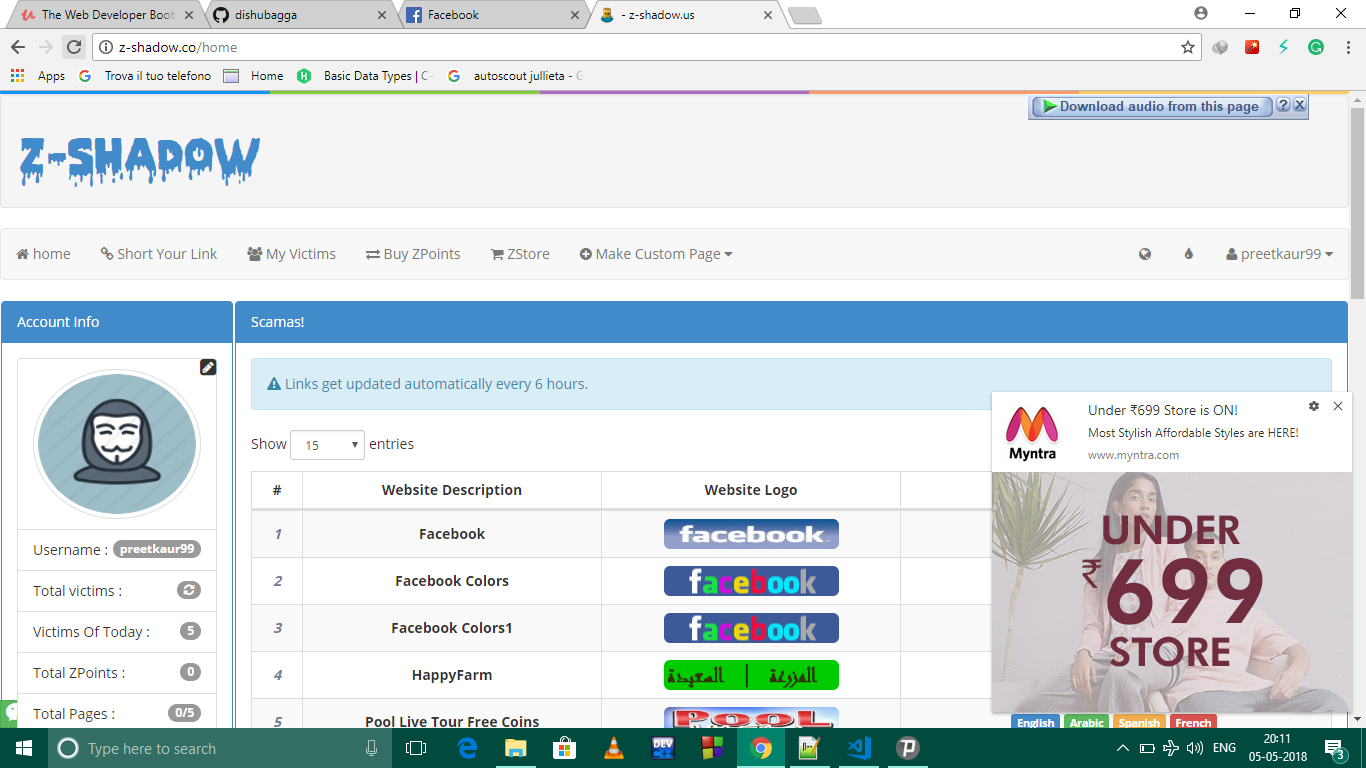 The Web Developer Boot
dishubagga
Facebook
- z-shadow.us
z-shadow.co/home
Apps
Trova il tuo telefono
Home
Basic Data Types | C
autoscout jullieta - G
Download audio from this page
Z-SHADOW
home
Short Your Link
My Victims
Buy ZPoints
ZStore
Make Custom Page
preetkaur99
Account Info
Scamas!
Links get updated automatically every 6 hours.
Show 15 entries
# Website Description Website Logo
1 Facebook facebook
2 Facebook Colors facebook
3 Facebook Colors1 facebook
4 HappyFarm المزرعة | السعيدة
5 Pool Live Tour Free Coins POOL
Username : preetkaur99
Total victims :
Victims Of Today : 5
Total ZPoints : 0
Total Pages : 0/5
Myntra
Under ₹699 Store is ON!
Most Stylish Affordable Styles are HERE!
www.myntra.com
UNDER
₹699
STORE
English
Arabic
Spanish
French
Type here to search
DEV
ENG
20:11
05-05-2018
3